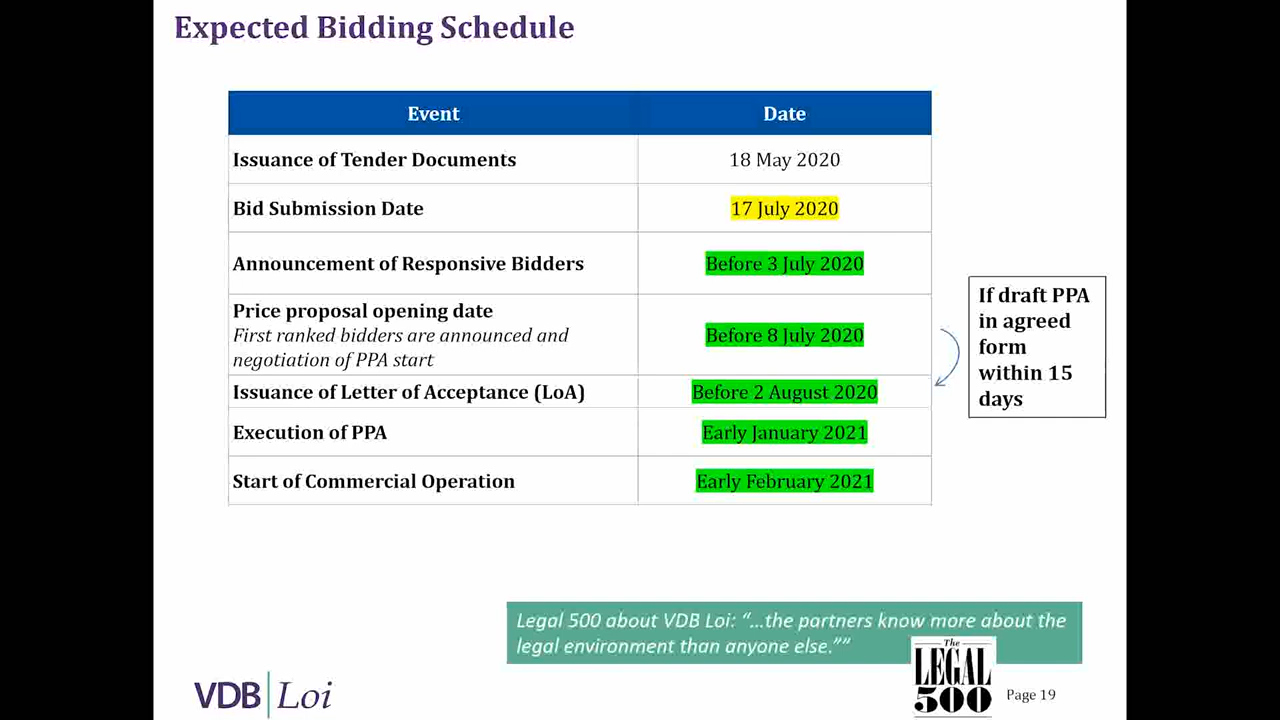 Expected Bidding Schedule
Event Date
Issuance of Tender Documents 18 May 2020
Bid Submission Date 17 July 2020
Announcement of Responsive Bidders Before 3 July 2020
Price proposal opening date
First ranked bidders are announced and
negotiation of PPA start
Before 8 July 2020
Issuance of Letter of Acceptance (LoA) Before 2 August 2020
Execution of PPA Early January 2021
Start of Commercial Operation Early February 2021
If draft PPA
in agreed
form
within 15
days
Legal 500 about VDB Loi: “...the partners know more about the
legal environment than anyone else.””
VDB Loi
The
LEGAL
500
Page 19